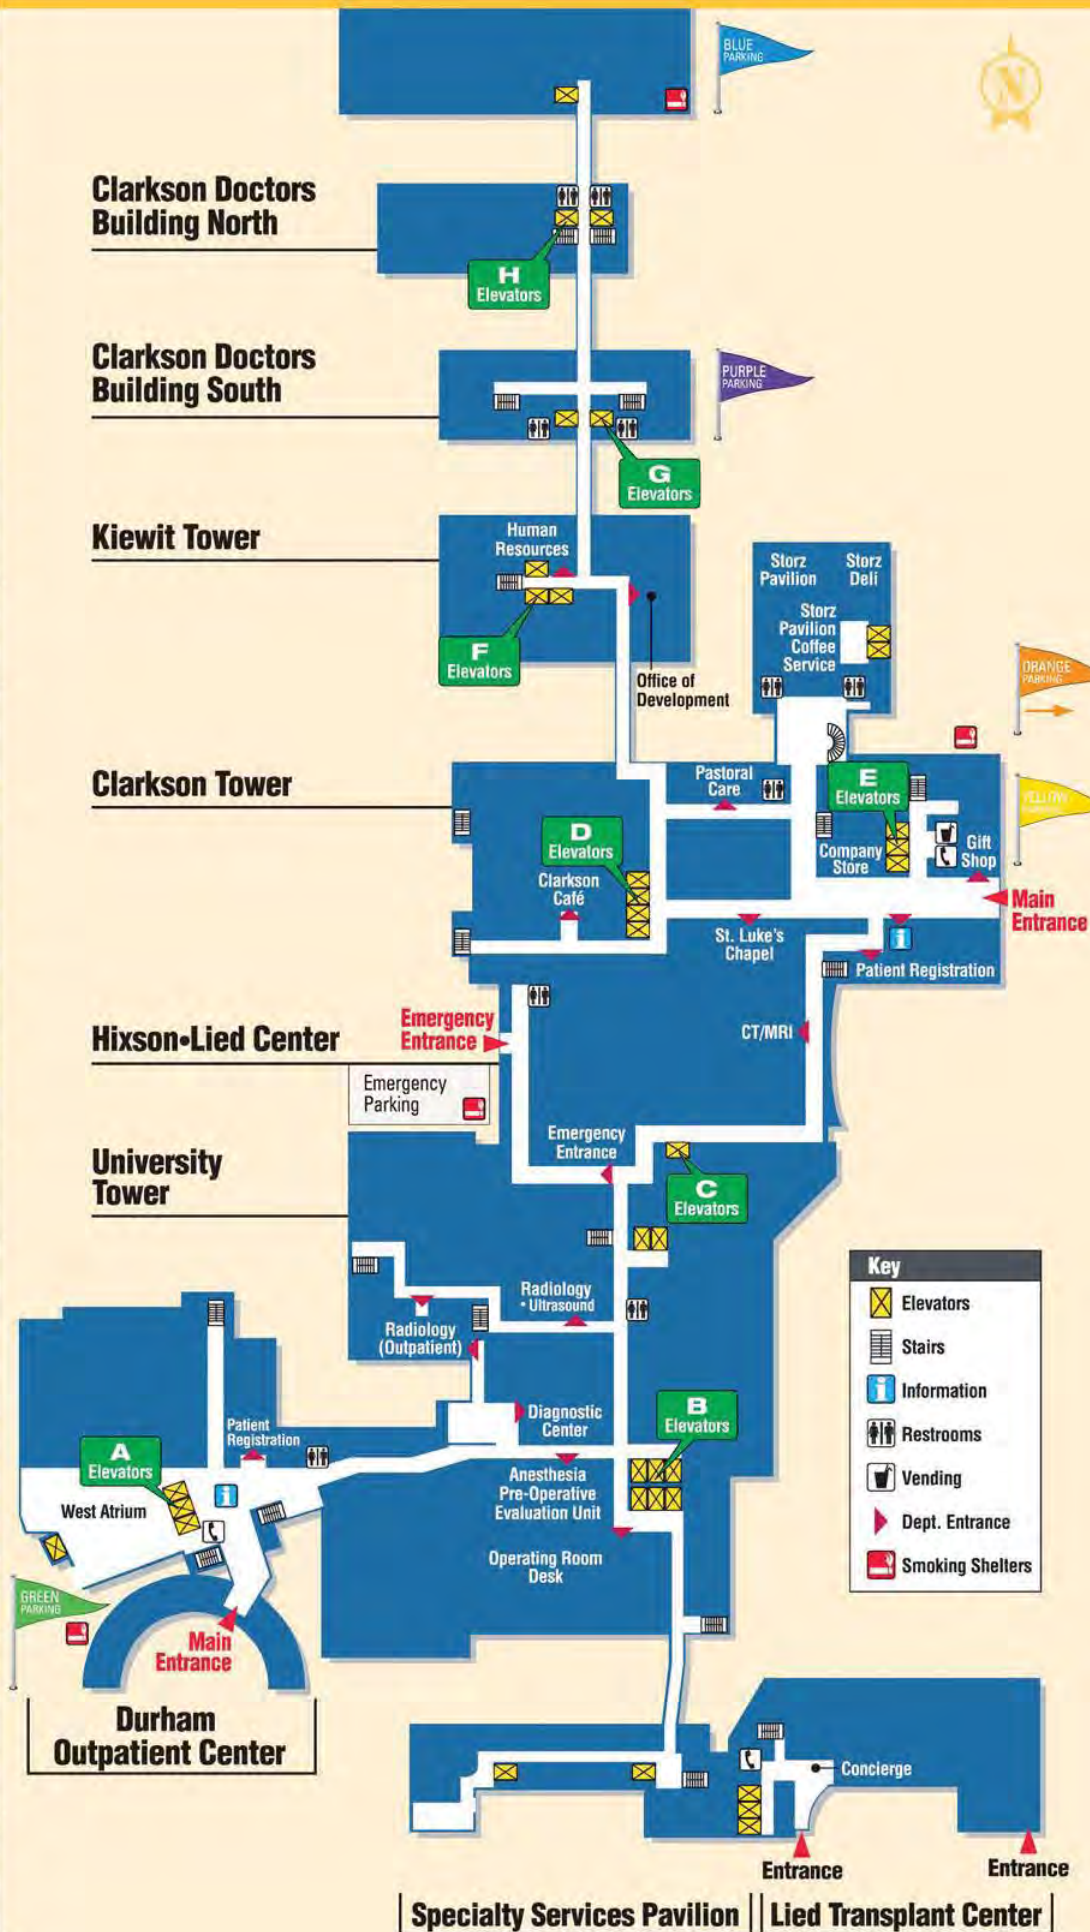 BLUE
PARKING
N
Clarkson Doctors
Building North
H
Elevators
Clarkson Doctors
Building South
PURPLE
PARKING
G
Elevators
Kiewit Tower
Human
Resources
F
Elevators
Office of
Development
Storz
Pavilion
Storz
Deli
Storz
Pavilion
Coffee
Service
ORANGE
PARKING
YELLOW
PARKING
Clarkson Tower
Pastoral
Care
E
Elevators
D
Elevators
Clarkson
Café
Company
Store
Gift
Shop
Main
Entrance
St. Luke's
Chapel
i
Patient Registration
Hixson•Lied Center
Emergency
Entrance
CT/MRI
Emergency
Parking
Emergency
Entrance
University
Tower
C
Elevators
Radiology
• Ultrasound
Radiology
(Outpatient)
Key
Elevators
Stairs
i
Information
Restrooms
Vending
Dept. Entrance
Smoking Shelters
Patient
Registration
Diagnostic
Center
B
Elevators
A
Elevators
West Atrium
i
Anesthesia
Pre-Operative
Evaluation Unit
Operating Room
Desk
GREEN
PARKING
Main
Entrance
Durham
Outpatient Center
Concierge
Entrance
Entrance
Specialty Services Pavilion
Lied Transplant Center